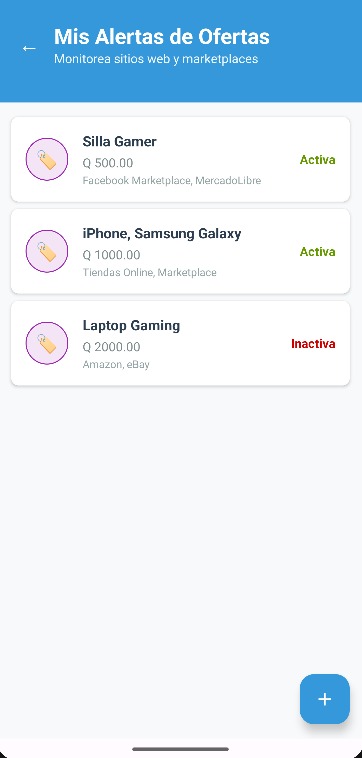 ← Mis Alertas de Ofertas
Monitorea sitios web y marketplaces
Silla Gamer
Q 500.00
Activa
Facebook Marketplace, MercadoLibre
iPhone, Samsung Galaxy
Q 1000.00
Activa
Tiendas Online, Marketplace
Laptop Gaming
Q 2000.00
Inactiva
Amazon, eBay
+